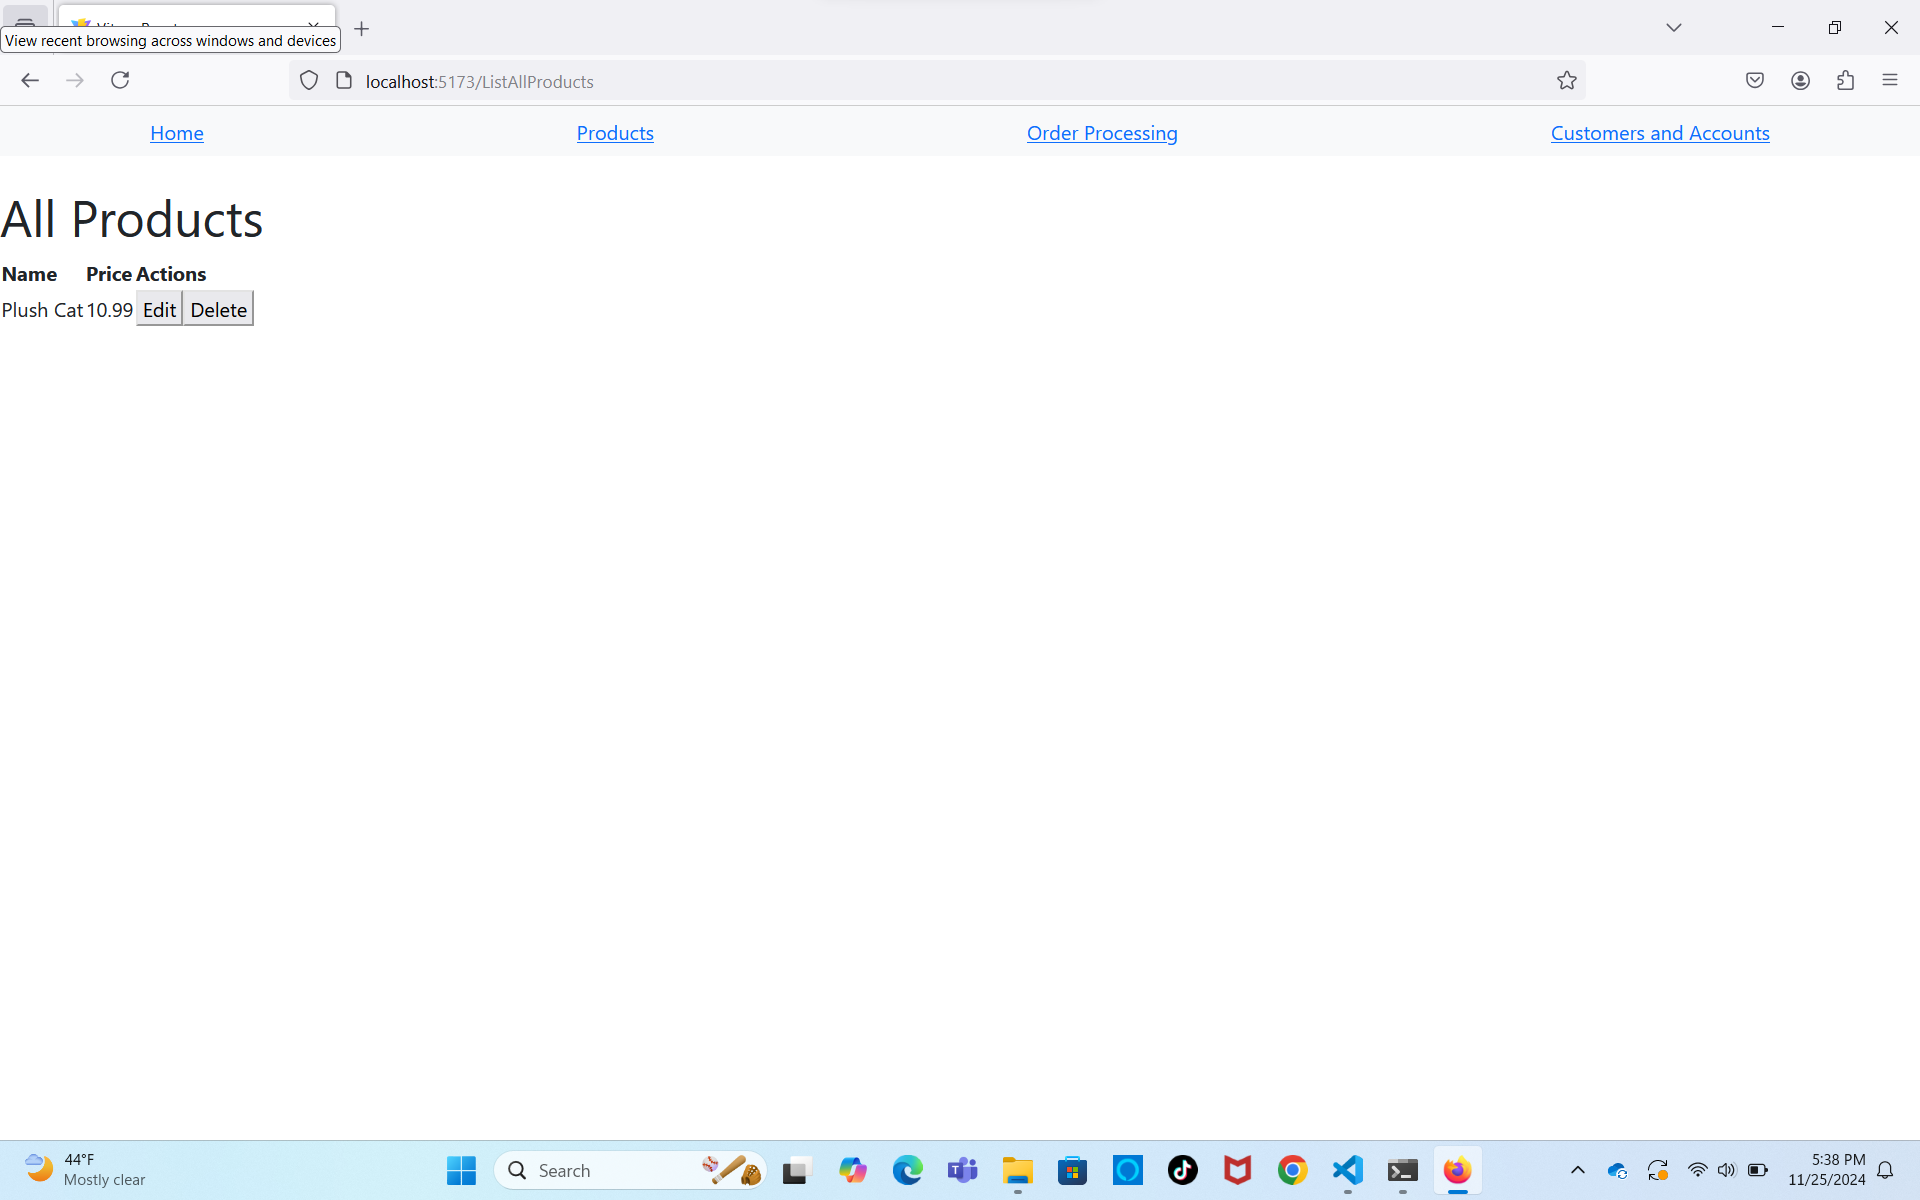 View recent browsing across windows and devices
localhost:5173/ListAllProducts
Home Products Order Processing Customers and Accounts
All Products
Name Price Actions
Plush Cat 10.99 Edit Delete
44°F
Mostly clear
Search
5:38 PM
11/25/2024